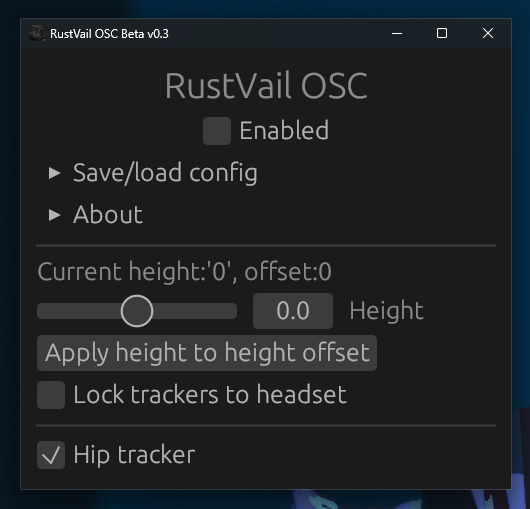 RustVail OSC Beta v0.3
RustVail OSC
Enabled
Save/load config
About
Current height:'0', offset:0
0.0 Height
Apply height to height offset
Lock trackers to headset
Hip tracker